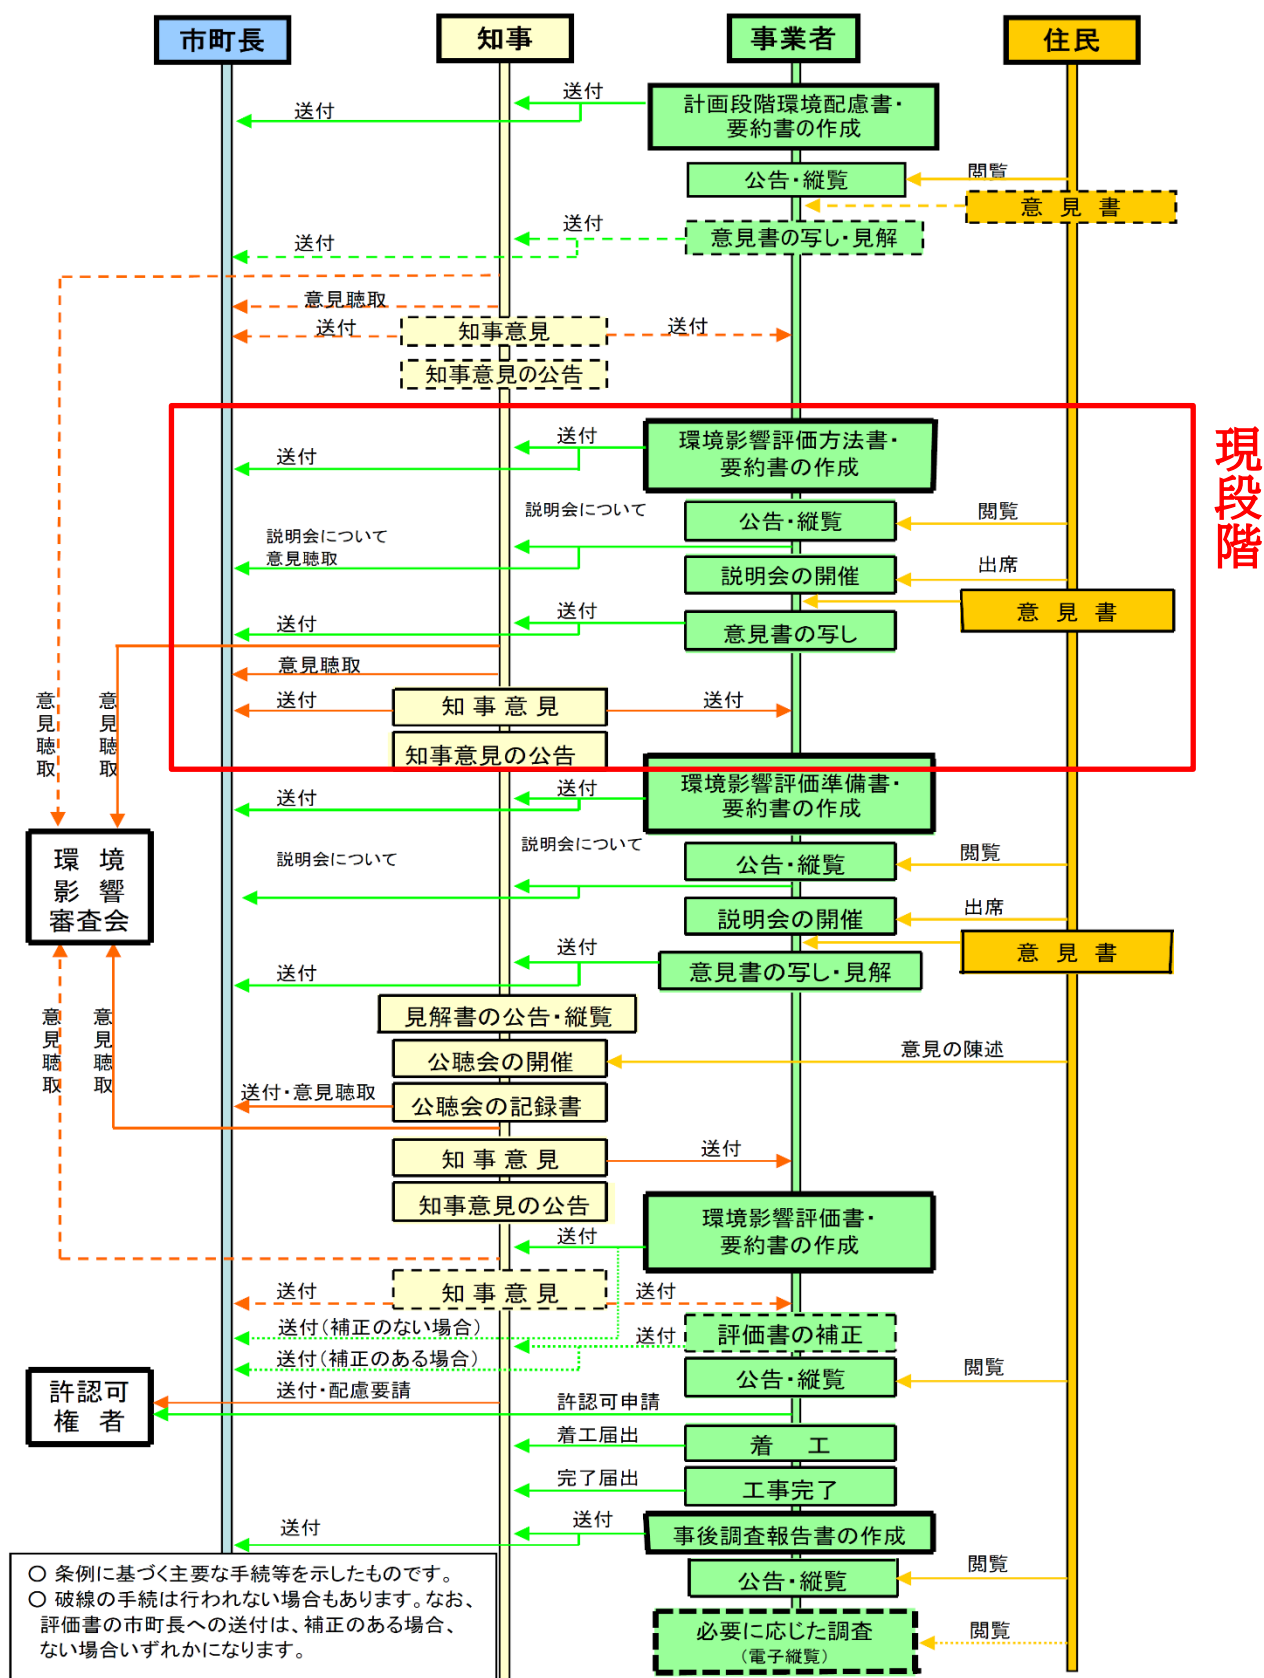 市町長
知事
事業者
住民
送付
送付
計画段階環境配慮書・
要約書の作成
公告・縦覧
閲覧
意見書
送付
送付
意見書の写し・見解
意見聴取
送付
知事意見
送付
知事意見の公告
現段階
送付
送付
環境影響評価方法書・
要約書の作成
説明会について
公告・縦覧
閲覧
説明会について
意見聴取
説明会の開催
出席
意見書
送付
送付
意見書の写し
意見聴取
意見聴取
意見聴取
送付
知事意見
送付
知事意見の公告
送付
送付
環境影響評価準備書・
要約書の作成
環境
影響
審査会
説明会について
説明会について
公告・縦覧
閲覧
説明会の開催
出席
意見書
送付
送付
意見書の写し・見解
意見聴取
意見聴取
見解書の公告・縦覧
公聴会の開催
意見の陳述
送付・意見聴取
公聴会の記録書
知事意見
送付
知事意見の公告
環境影響評価書・
要約書の作成
送付
送付
知事意見
送付
送付(補正のない場合)
送付
評価書の補正
送付(補正のある場合)
公告・縦覧
閲覧
許認可
権者
送付・配慮要請
許認可申請
着工届出
着工
完了届出
工事完了
送付
送付
事後調査報告書の作成
公告・縦覧
閲覧
必要に応じた調査
(電子縦覧)
閲覧
○ 条例に基づく主要な手続等を示したものです。
○ 破線の手続は行われない場合もあります。なお、
評価書の市町長への送付は、補正のある場合、
ない場合いずれかになります。